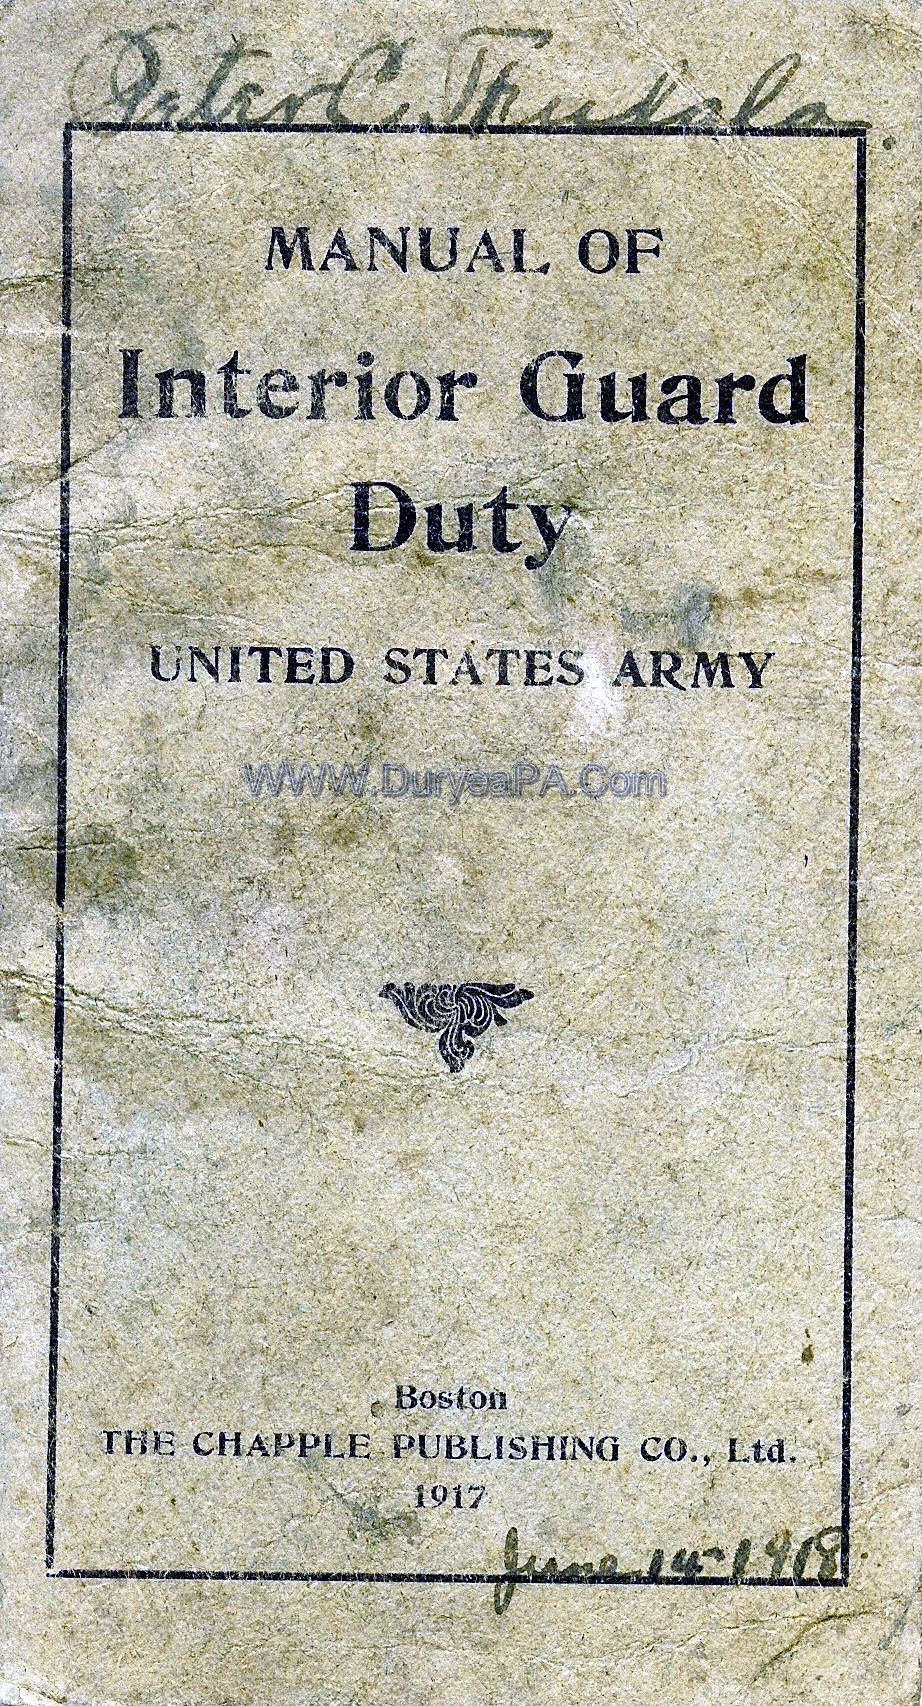 Peter C.
MANUAL OF
Interior Guard
Duty
UNITED STATES ARMY
WWW.DuryeaPA.Com
Boston
THE CHAPPLE PUBLISHING CO., Ltd.
1917
June 14-1918